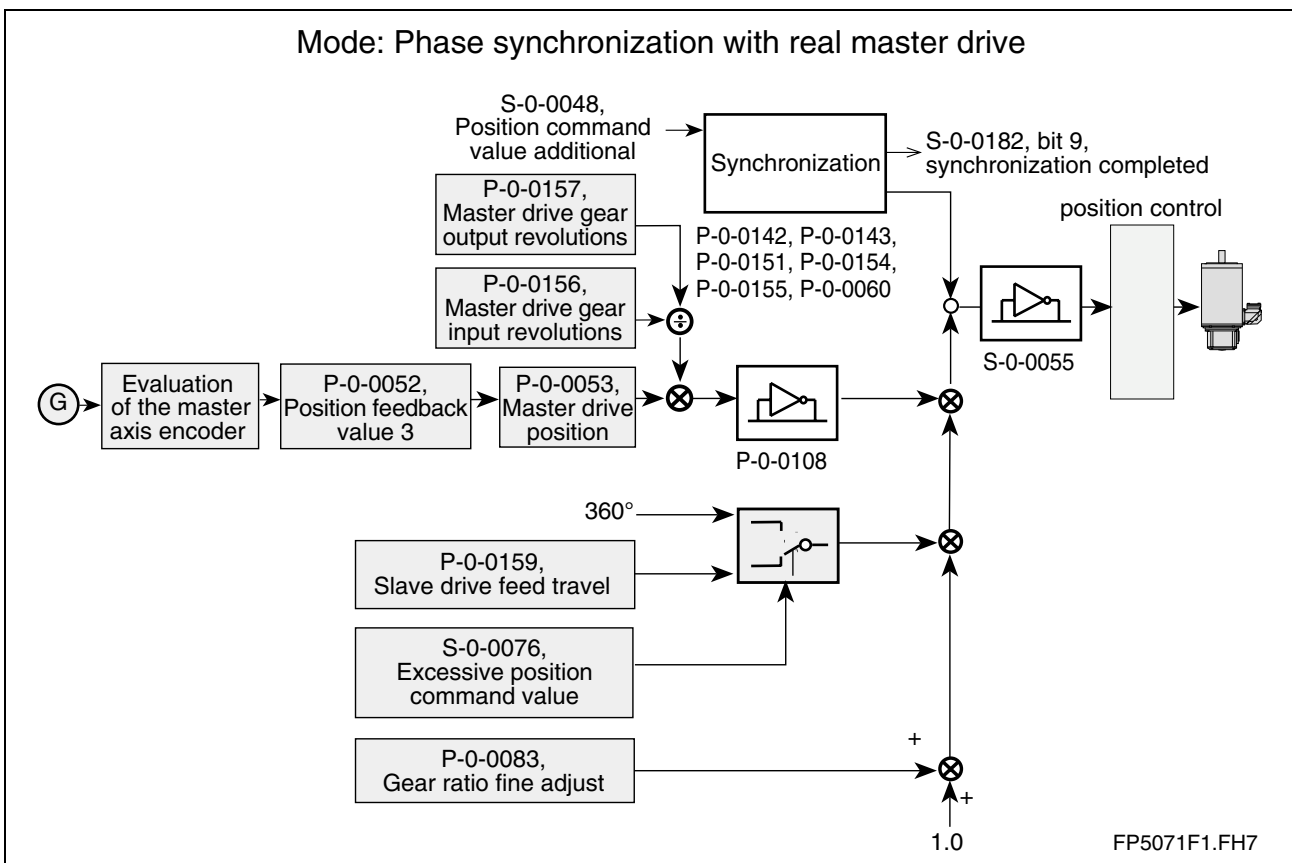 Mode: Phase synchronization with real master drive
S-0-0048,
Position command
value additional
Synchronization
S-0-0182, bit 9,
synchronization completed
P-0-0157,
Master drive gear
output revolutions
position control
P-0-0142, P-0-0143,
P-0-0151, P-0-0154,
P-0-0155, P-0-0060
P-0-0156,
Master drive gear
input revolutions
÷
S-0-0055
G
Evaluation
of the master
axis encoder
P-0-0052,
Position feedback
value 3
P-0-0053,
Master drive
position
P-0-0108
360°
P-0-0159,
Slave drive feed travel
S-0-0076,
Excessive position
command value
P-0-0083,
Gear ratio fine adjust
+
+
1.0
FP5071F1.FH7